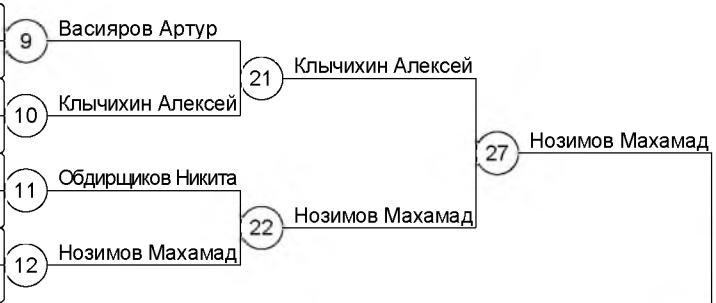 9 Васияров Артур
21 Клычихин Алексей
10 Клычихин Алексей
27 Нозимов Махамад
11 Обдирщиков Никита
22 Нозимов Махамад
12 Нозимов Махамад